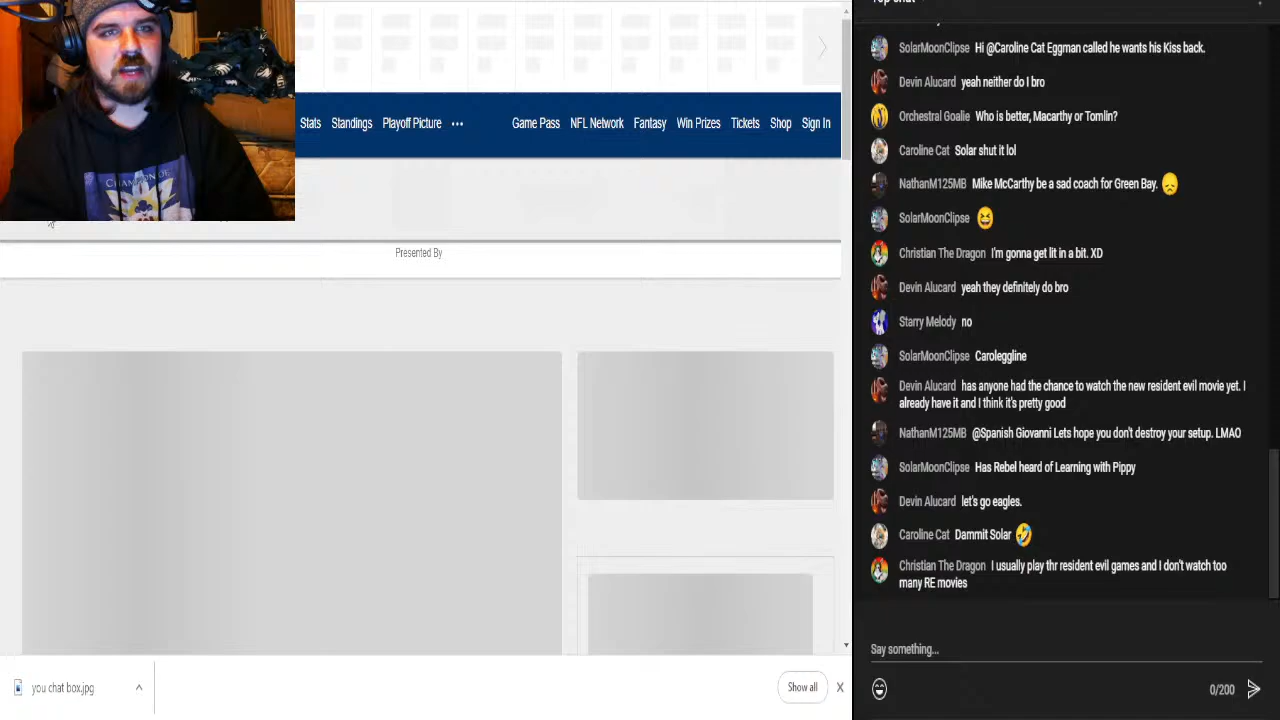 Top chat
SolarMoonClipse Hi @Caroline Cat Eggman called he wants his Kiss back.
Devin Alucard yeah neither do I bro
Orchestral Goalie Who is better, Macarthy or Tomlin?
Caroline Cat Solar shut it lol
NathanM125MB Mike McCarthy be a sad coach for Green Bay. 😞
SolarMoonClipse 😆
Christian The Dragon I'm gonna get lit in a bit. XD
Devin Alucard yeah they definitely do bro
Starry Melody no
SolarMoonClipse Caroleggline
Devin Alucard has anyone had the chance to watch the new resident evil movie yet. I
already have it and I think it's pretty good
NathanM125MB @Spanish Giovanni Lets hope you don't destroy your setup. LMAO
SolarMoonClipse Has Rebel heard of Learning with Pippy
Devin Alucard let's go eagles.
Caroline Cat Dammit Solar 🤣
Christian The Dragon I usually play thr resident evil games and I don't watch too
many RE movies
Say something...
0/200
Stats Standings Playoff Picture ••• Game Pass NFL Network Fantasy Win Prizes Tickets Shop Sign In
CHAMPION OF
Presented By
you chat box.jpg
Show all X